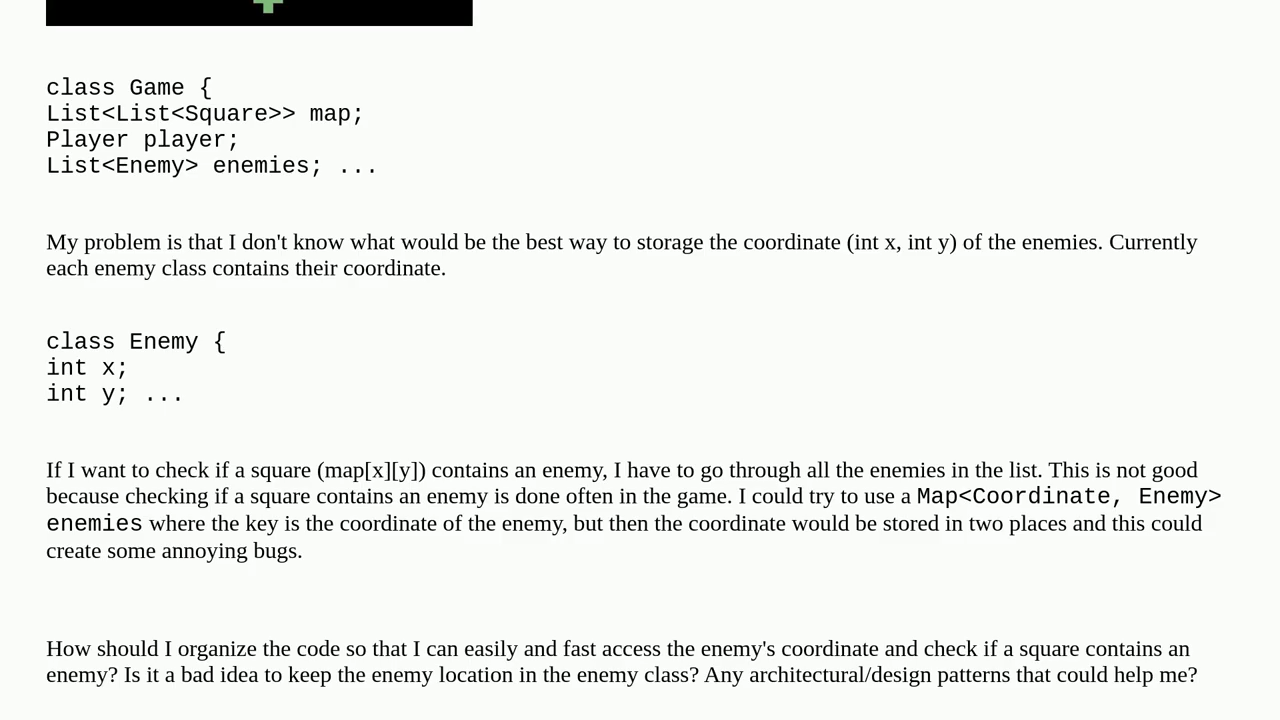 class Game {
List<List<Square>> map;
Player player;
List<Enemy> enemies; ...
My problem is that I don't know what would be the best way to storage the coordinate (int x, int y) of the enemies. Currently
each enemy class contains their coordinate.
class Enemy {
int x;
int y; ...
If I want to check if a square (map[x][y]) contains an enemy, I have to go through all the enemies in the list. This is not good
because checking if a square contains an enemy is done often in the game. I could try to use a Map<Coordinate, Enemy>
enemies where the key is the coordinate of the enemy, but then the coordinate would be stored in two places and this could
create some annoying bugs.
How should I organize the code so that I can easily and fast access the enemy's coordinate and check if a square contains an
enemy? Is it a bad idea to keep the enemy location in the enemy class? Any architectural/design patterns that could help me?